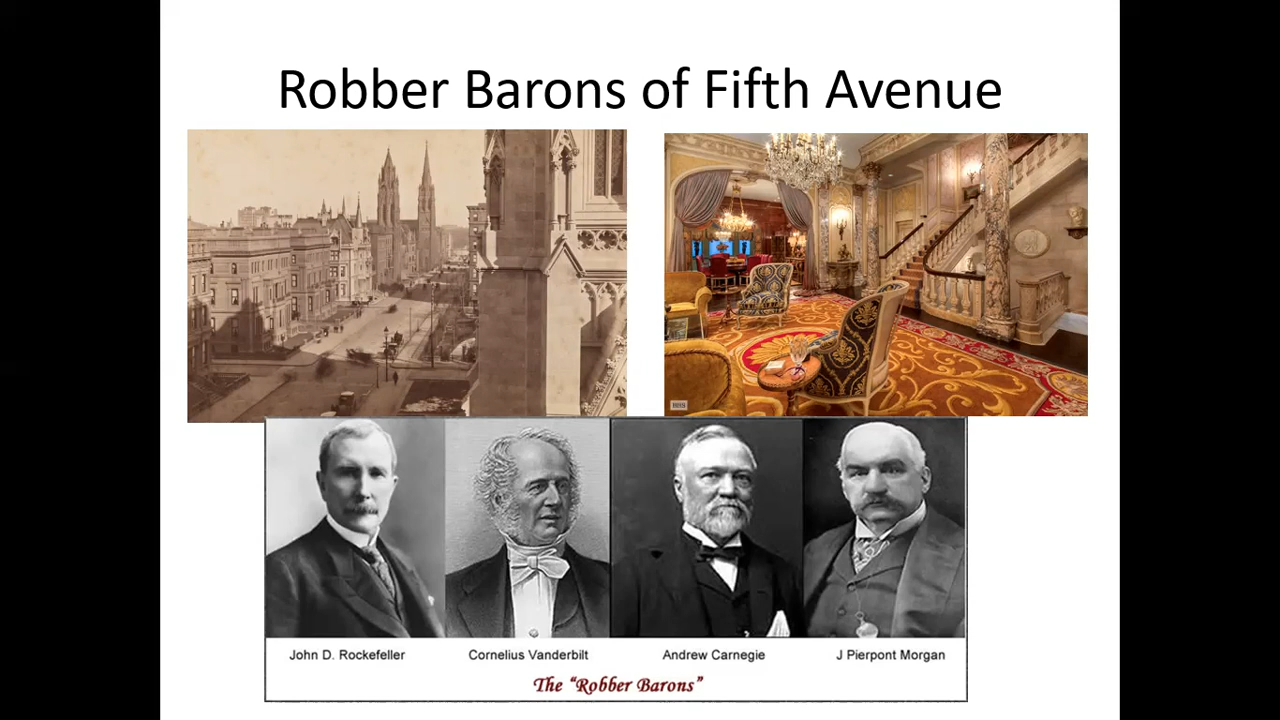 Robber Barons of Fifth Avenue
John D. Rockefeller
Cornelius Vanderbilt
Andrew Carnegie
J Pierpont Morgan
The “Robber Barons”